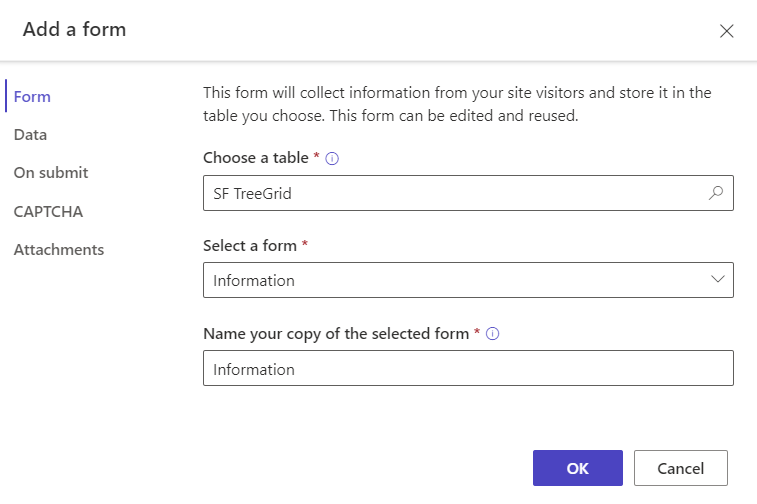 Add a form
Form
Data
On submit
CAPTCHA
Attachments
This form will collect information from your site visitors and store it in the
table you choose. This form can be edited and reused.
Choose a table *
SF TreeGrid
Select a form *
Information
Name your copy of the selected form *
Information
OK
Cancel